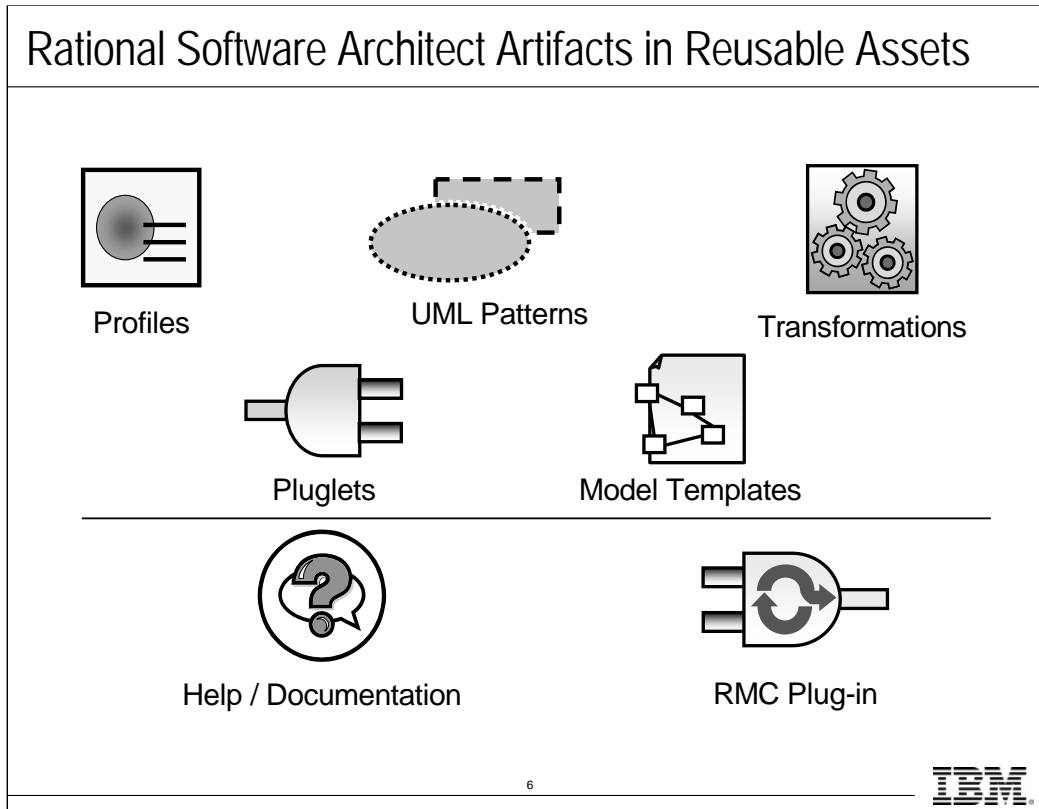 Rational Software Architect Artifacts in Reusable Assets
Profiles
UML Patterns
Transformations
Pluglets
Model Templates
?
Help / Documentation
RMC Plug-in
6
IBM®